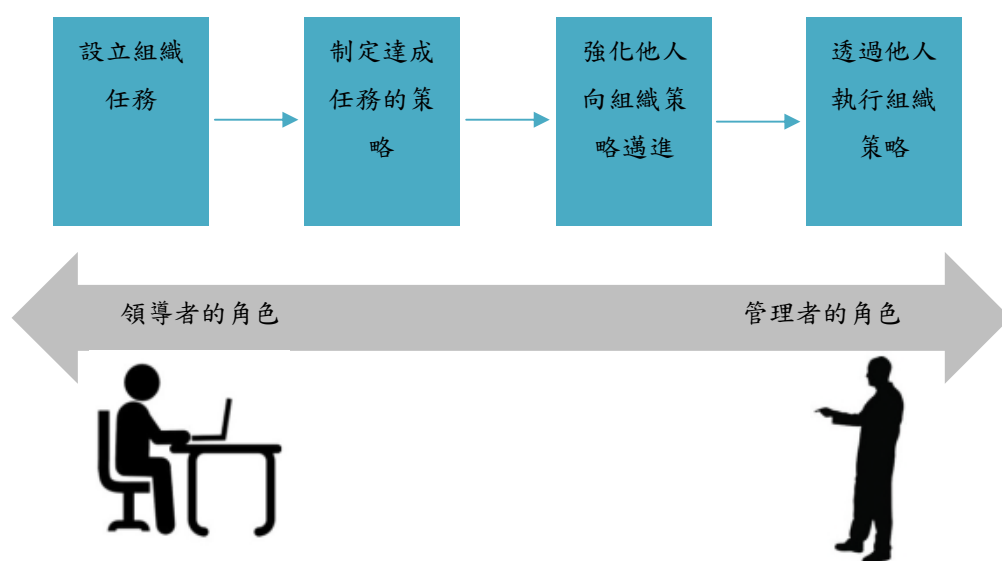 設立組織
任務
制定達成
任務的策
略
強化他人
向組織策
略邁進
透過他人
執行組織
策略
領導者的角色
管理者的角色